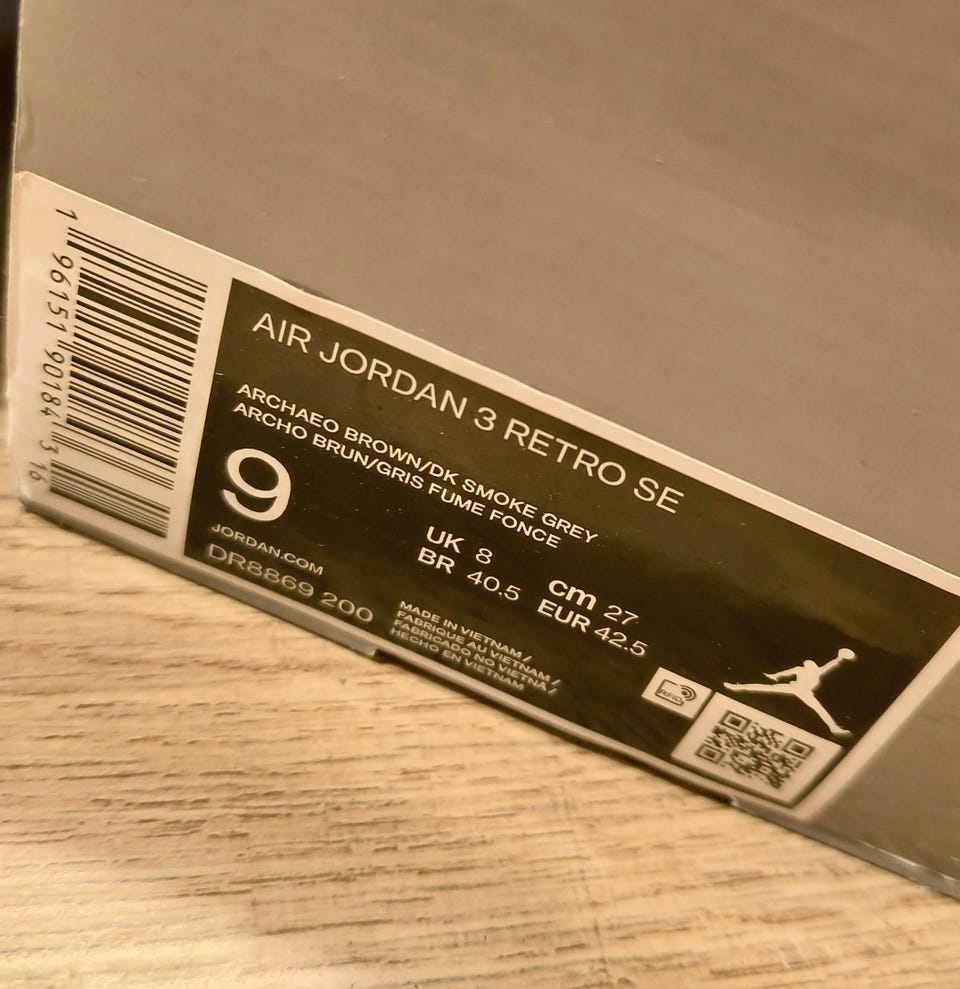 1 96151 90184 3 16
AIR JORDAN 3 RETRO SE
ARCHAEO BROWN/DK SMOKE GREY
ARCHO BRUN/GRIS FUME FONCE
9
UK 8
BR 40.5
cm 27
EUR 42.5
JORDAN.COM
DR8869 200
MADE IN VIETNAM/
FABRIQUE AU VIETNAM/
FABRICADO NO VIETNÃ/
HECHO EN VIETNAM
RFID